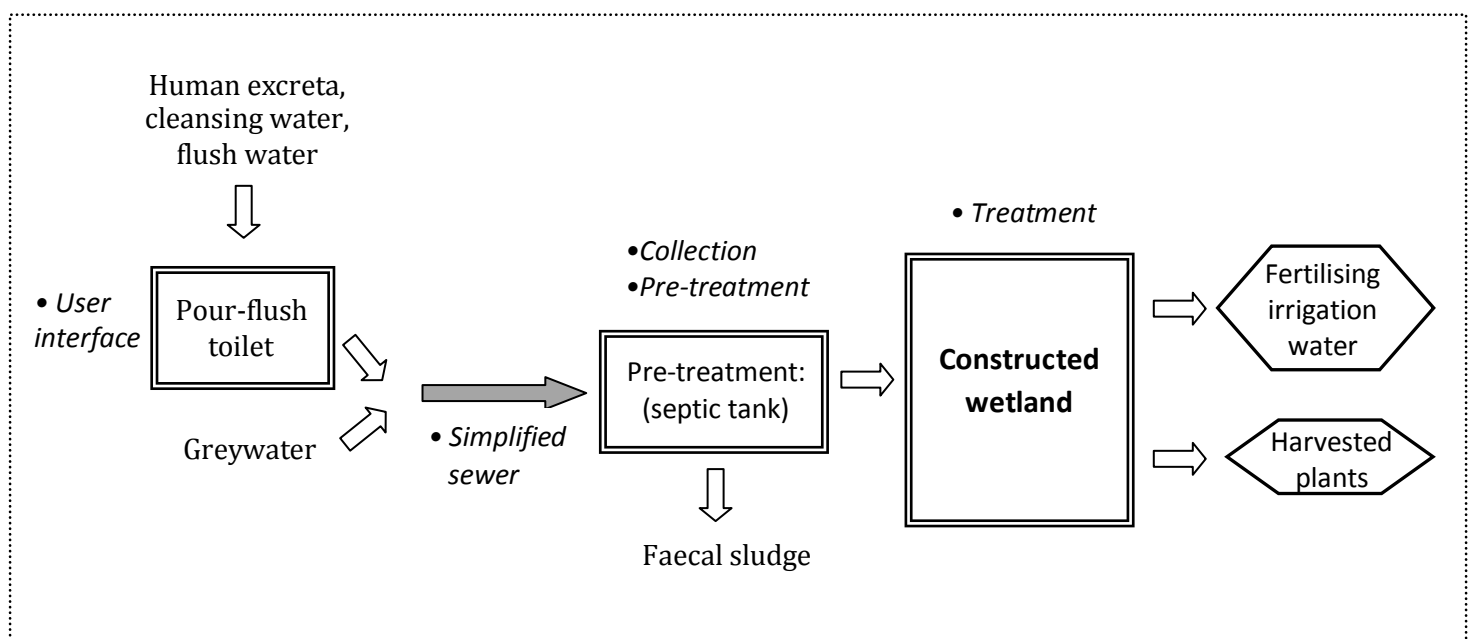 Human excreta,
cleansing water,
flush water
• User
interface
Pour-flush
toilet
Greywater
• Simplified
sewer
•Collection
•Pre-treatment
Pre-treatment:
(septic tank)
Faecal sludge
• Treatment
Constructed
wetland
Fertilising
irrigation
water
Harvested
plants